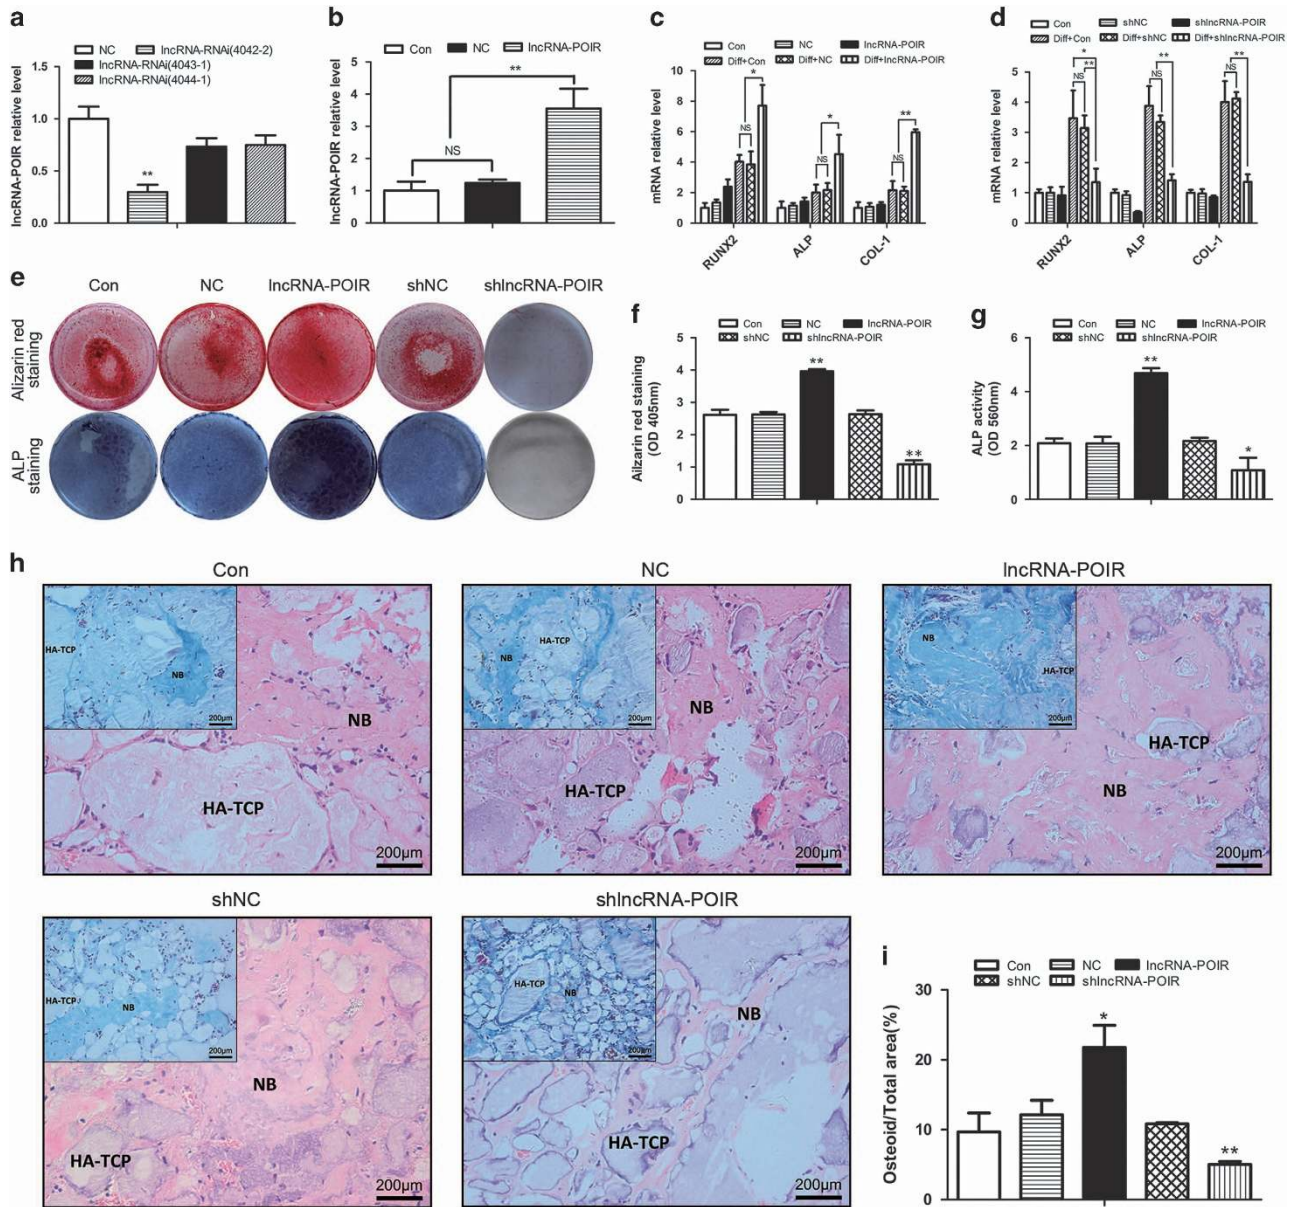 a
NC lncRNA-RNAi(4042-2)
lncRNA-RNAi(4043-1)
lncRNA-RNAi(4044-1)
lncRNA-POIR relative level
1.5
1.0
0.5
0.0
**
b
Con NC lncRNA-POIR
lncRNA-POIR relative level
5
4
3
2
1
0
NS
**
c
Con NC lncRNA-POIR
Diff+Con Diff+NC Diff+lncRNA-POIR
mRNA relative level
10
8
6
4
2
0
NS
*
NS
*
NS
**
RUNX2
ALP
COL-1
d
Con shNC shlncRNA-POIR
Diff+Con Diff+shNC Diff+shlncRNA-POIR
mRNA relative level
5
4
3
2
1
0
*
NS **
**
NS
**
NS
RUNX2
ALP
COL-1
e
Con NC lncRNA-POIR shNC shlncRNA-POIR
Alizarin red
staining
ALP
staining
f
Con NC lncRNA-POIR
shNC shlncRNA-POIR
Ailzarin red staining
(OD 405nm)
5
4
3
2
1
0
**
**
g
Con NC lncRNA-POIR
shNC shlncRNA-POIR
ALP activity
(OD 560nm)
6
4
2
0
**
*
h
Con
HA-TCP
NB
200μm
NB
HA-TCP
200μm
NC
HA-TCP
NB
200μm
NB
HA-TCP
200μm
lncRNA-POIR
NB
HA-TCP
200μm
HA-TCP
NB
200μm
shNC
HA-TCP
NB
200μm
NB
HA-TCP
200μm
shlncRNA-POIR
HA-TCP
NB
200μm
NB
HA-TCP
200μm
i
Con NC lncRNA-POIR
shNC shlncRNA-POIR
Osteoid/Total area(%)
30
20
10
0
*
**